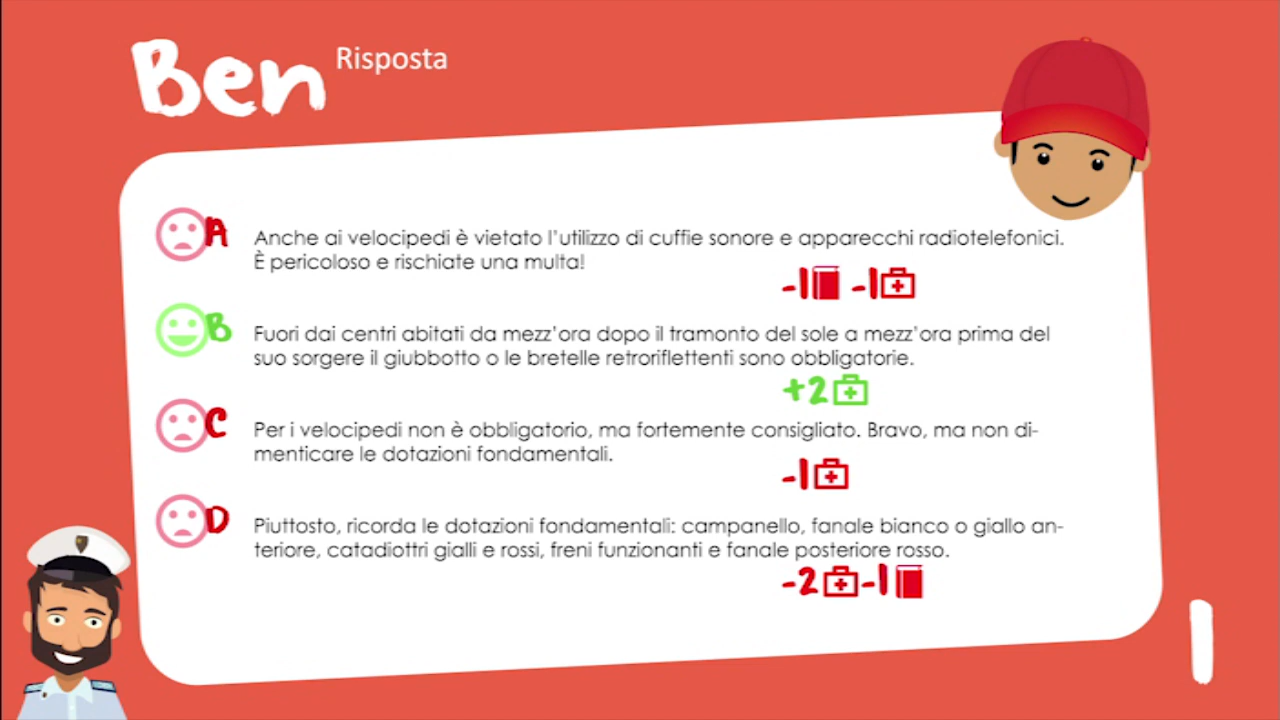 Ben Risposta
A Anche ai velocipedi è vietato l'utilizzo di cuffie sonore e apparecchi radiotelefonici.
È pericoloso e rischiate una multa!
-1 -1
B Fuori dai centri abitati da mezz'ora dopo il tramonto del sole a mezz'ora prima del
suo sorgere il giubbotto o le bretelle retroriflettenti sono obbligatorie.
+2
C Per i velocipedi non è obbligatorio, ma fortemente consigliato. Bravo, ma non di-
menticare le dotazioni fondamentali.
-1
D Piuttosto, ricorda le dotazioni fondamentali: campanello, fanale bianco o giallo an-
teriore, catadiottri gialli e rossi, freni funzionanti e fanale posteriore rosso.
-2 -1
1